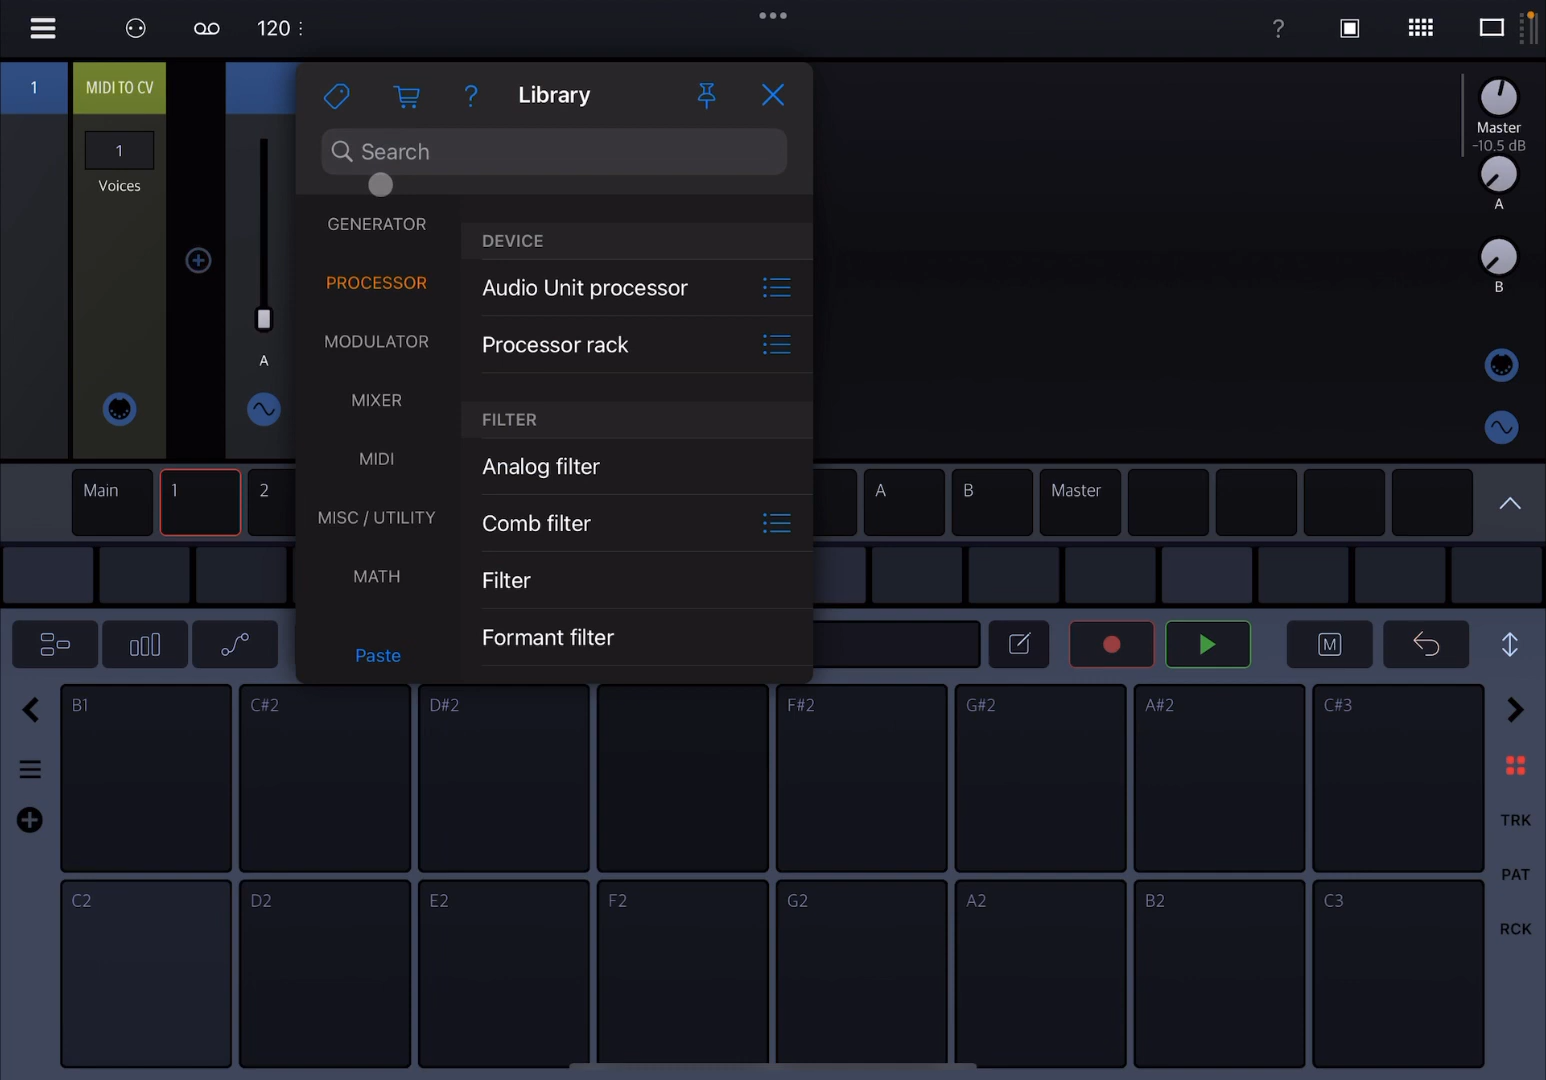 120
1
MIDI TO CV
1
Voices
A
Library
Search
GENERATOR
PROCESSOR
MODULATOR
MIXER
MIDI
MISC / UTILITY
MATH
Paste
DEVICE
Audio Unit processor
Processor rack
FILTER
Analog filter
Comb filter
Filter
Formant filter
Master
-10.5 dB
A
B
Main
1
2
A
B
Master
M
B1
C#2
D#2
F#2
G#2
A#2
C#3
C2
D2
E2
F2
G2
A2
B2
C3
TRK
PAT
RCK